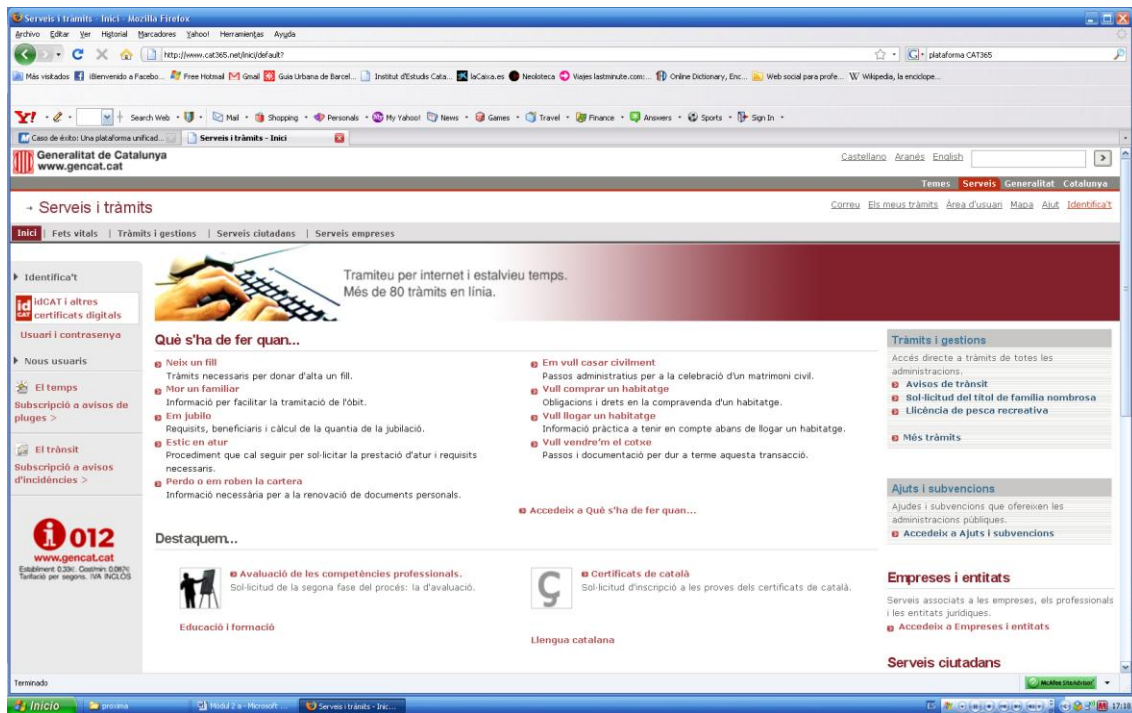 Serveis i tràmits - Inici - Mozilla Firefox
Archivo Editar Ver Historial Marcadores Yahoo! Herramientas Ayuda
http://www.cat365.net/Inici/default?
plataforma CAT365
Más visitados Bienvenido a Facebo... Free Hotmail Gmail Guia Urbana de Barcel... Institut d'Estudis Cata... laCaixa.es Neoloteca Viajes lastminute.com:... Online Dictionary, Enc... Web social para profe... Wikipedia, la enciclope...
Search Web Mail Shopping Personals My Yahoo! News Games Travel Finance Answers Sports Sign In
Caso de éxito: Una plataforma unificad... Serveis i tràmits - Inici
Generalitat de Catalunya
www.gencat.cat
Castellano Aranés English
Temes Serveis Generalitat Catalunya
Serveis i tràmits
Correu Els meus tràmits Àrea d'usuari Mapa Ajut Identifica't
Inici | Fets vitals | Tràmits i gestions | Serveis ciutadans | Serveis empreses
Identifica't
idCAT i altres
certificats digitals
Usuari i contrasenya
Nous usuaris
El temps
Subscripció a avisos de
pluges >
El trànsit
Subscripció a avisos
d'incidències >
012
www.gencat.cat
Establiment 0,33€. Cost/min: 0,087€
Tarifació per segons. IVA INCLÒS
Tramiteu per internet i estalvieu temps.
Més de 80 tràmits en línia.
Què s'ha de fer quan...
Neix un fill
Tràmits necessaris per donar d'alta un fill.
Mor un familiar
Informació per facilitar la tramitació de l'òbit.
Em jubilo
Requisits, beneficiaris i càlcul de la quantia de la jubilació.
Estic en atur
Procediment que cal seguir per sol·licitar la prestació d'atur i requisits
necessaris.
Perdo o em roben la cartera
Informació necessària per a la renovació de documents personals.
Em vull casar civilment
Passos administratius per a la celebració d'un matrimoni civil.
Vull comprar un habitatge
Obligacions i drets en la compravenda d'un habitatge.
Vull llogar un habitatge
Informació pràctica a tenir en compte abans de llogar un habitatge.
Vull vendre'm el cotxe
Passos i documentació per dur a terme aquesta transacció.
Accedeix a Què s'ha de fer quan...
Destaquem...
Avaluació de les competències professionals.
Sol·licitud de la segona fase del procés: la d'avaluació.
Educació i formació
Ç
Certificats de català
Sol·licitud d'inscripció a les proves dels certificats de català.
Llengua catalana
Tràmits i gestions
Accés directe a tràmits de totes les
administracions.
Avisos de trànsit
Sol·licitud del títol de família nombrosa
Llicència de pesca recreativa
Més tràmits
Ajuts i subvencions
Ajudes i subvencions que ofereixen les
administracions públiques.
Accedeix a Ajuts i subvencions
Empreses i entitats
Serveis associats a les empreses, els professionals
i les entitats jurídiques.
Accedeix a Empreses i entitats
Serveis ciutadans
Terminado
McAfee SiteAdvisor
Inicio proxima Mòdul 2 a - Microsoft ... Serveis i tràmits - Inic... 17:18